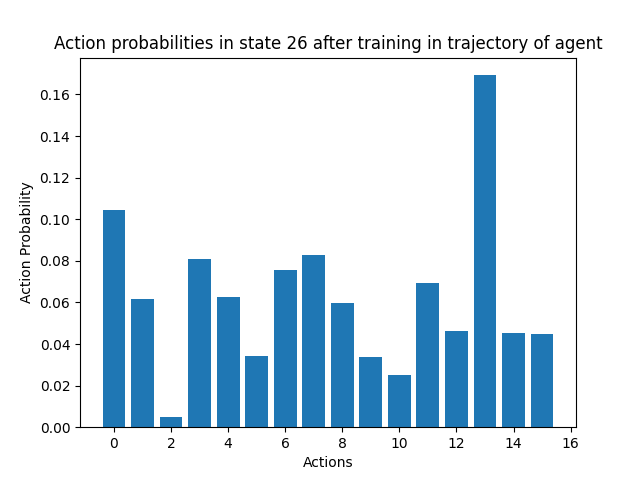 Action probabilities in state 26 after training in trajectory of agent
0.16
0.14
0.12
0.10
0.08
0.06
0.04
0.02
0.00
Action Probability
0 2 4 6 8 10 12 14 16
Actions